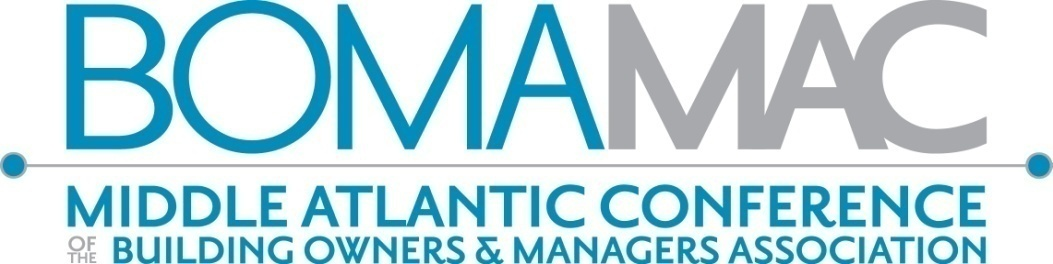 BOMAMAC
MIDDLE ATLANTIC CONFERENCE
OF THE BUILDING OWNERS & MANAGERS ASSOCIATION